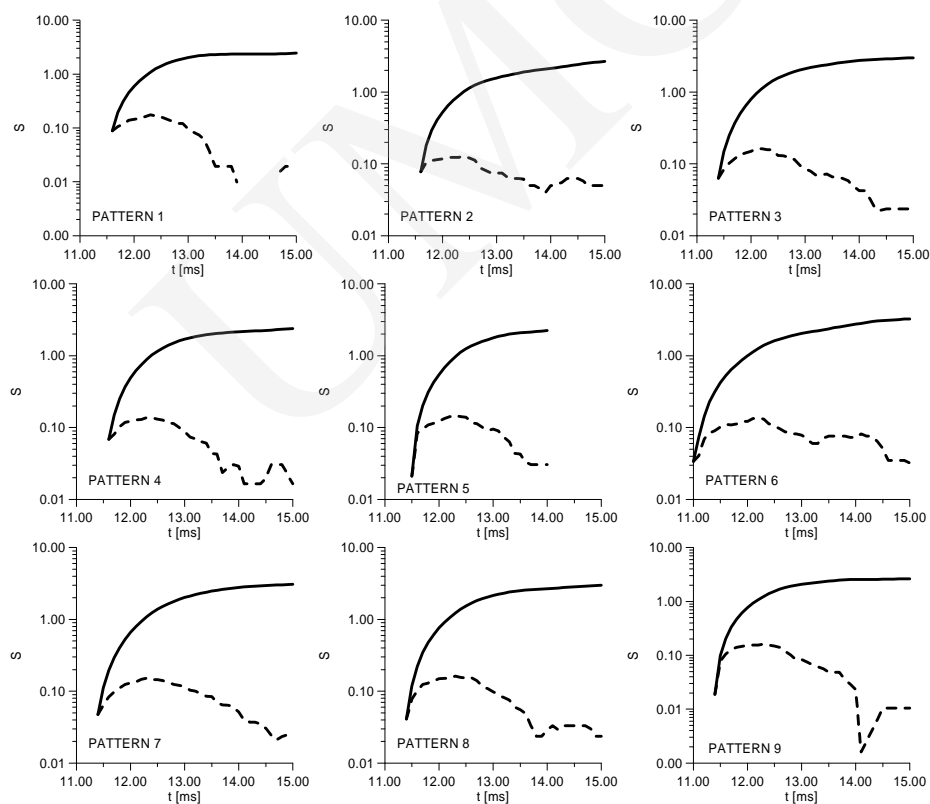 10.00 10.00 10.00
1.00 1.00 1.00
S 0.10 S 0.10 S 0.10
0.01
PATTERN 1 PATTERN 2 PATTERN 3
0.00 0.01 0.01
11.00 12.00 13.00 14.00 15.00 11.00 12.00 13.00 14.00 15.00 11.00 12.00 13.00 14.00 15.00
t [ms] t [ms] t [ms]
10.00 10.00 10.00
1.00 1.00 1.00
S S S
0.10 0.10 0.10
PATTERN 4 PATTERN 5 PATTERN 6
0.01 0.01 0.01
11.00 12.00 13.00 14.00 15.00 11.00 12.00 13.00 14.00 15.00 11.00 12.00 13.00 14.00 15.00
t [ms] t [ms] t [ms]
10.00 10.00 10.00
1.00 1.00 1.00
S S S 0.10
0.10 0.10
0.01
PATTERN 7 PATTERN 8 PATTERN 9
0.01 0.01 0.00
11.00 12.00 13.00 14.00 15.00 11.00 12.00 13.00 14.00 15.00 11.00 12.00 13.00 14.00 15.00
t [ms] t [ms] t [ms]